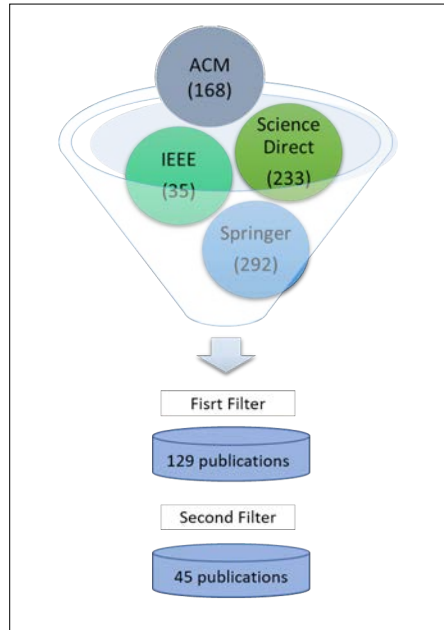 ACM
(168)
Science
Direct
(233)
IEEE
(35)
Springer
(292)
Fisrt Filter
129 publications
Second Filter
45 publications